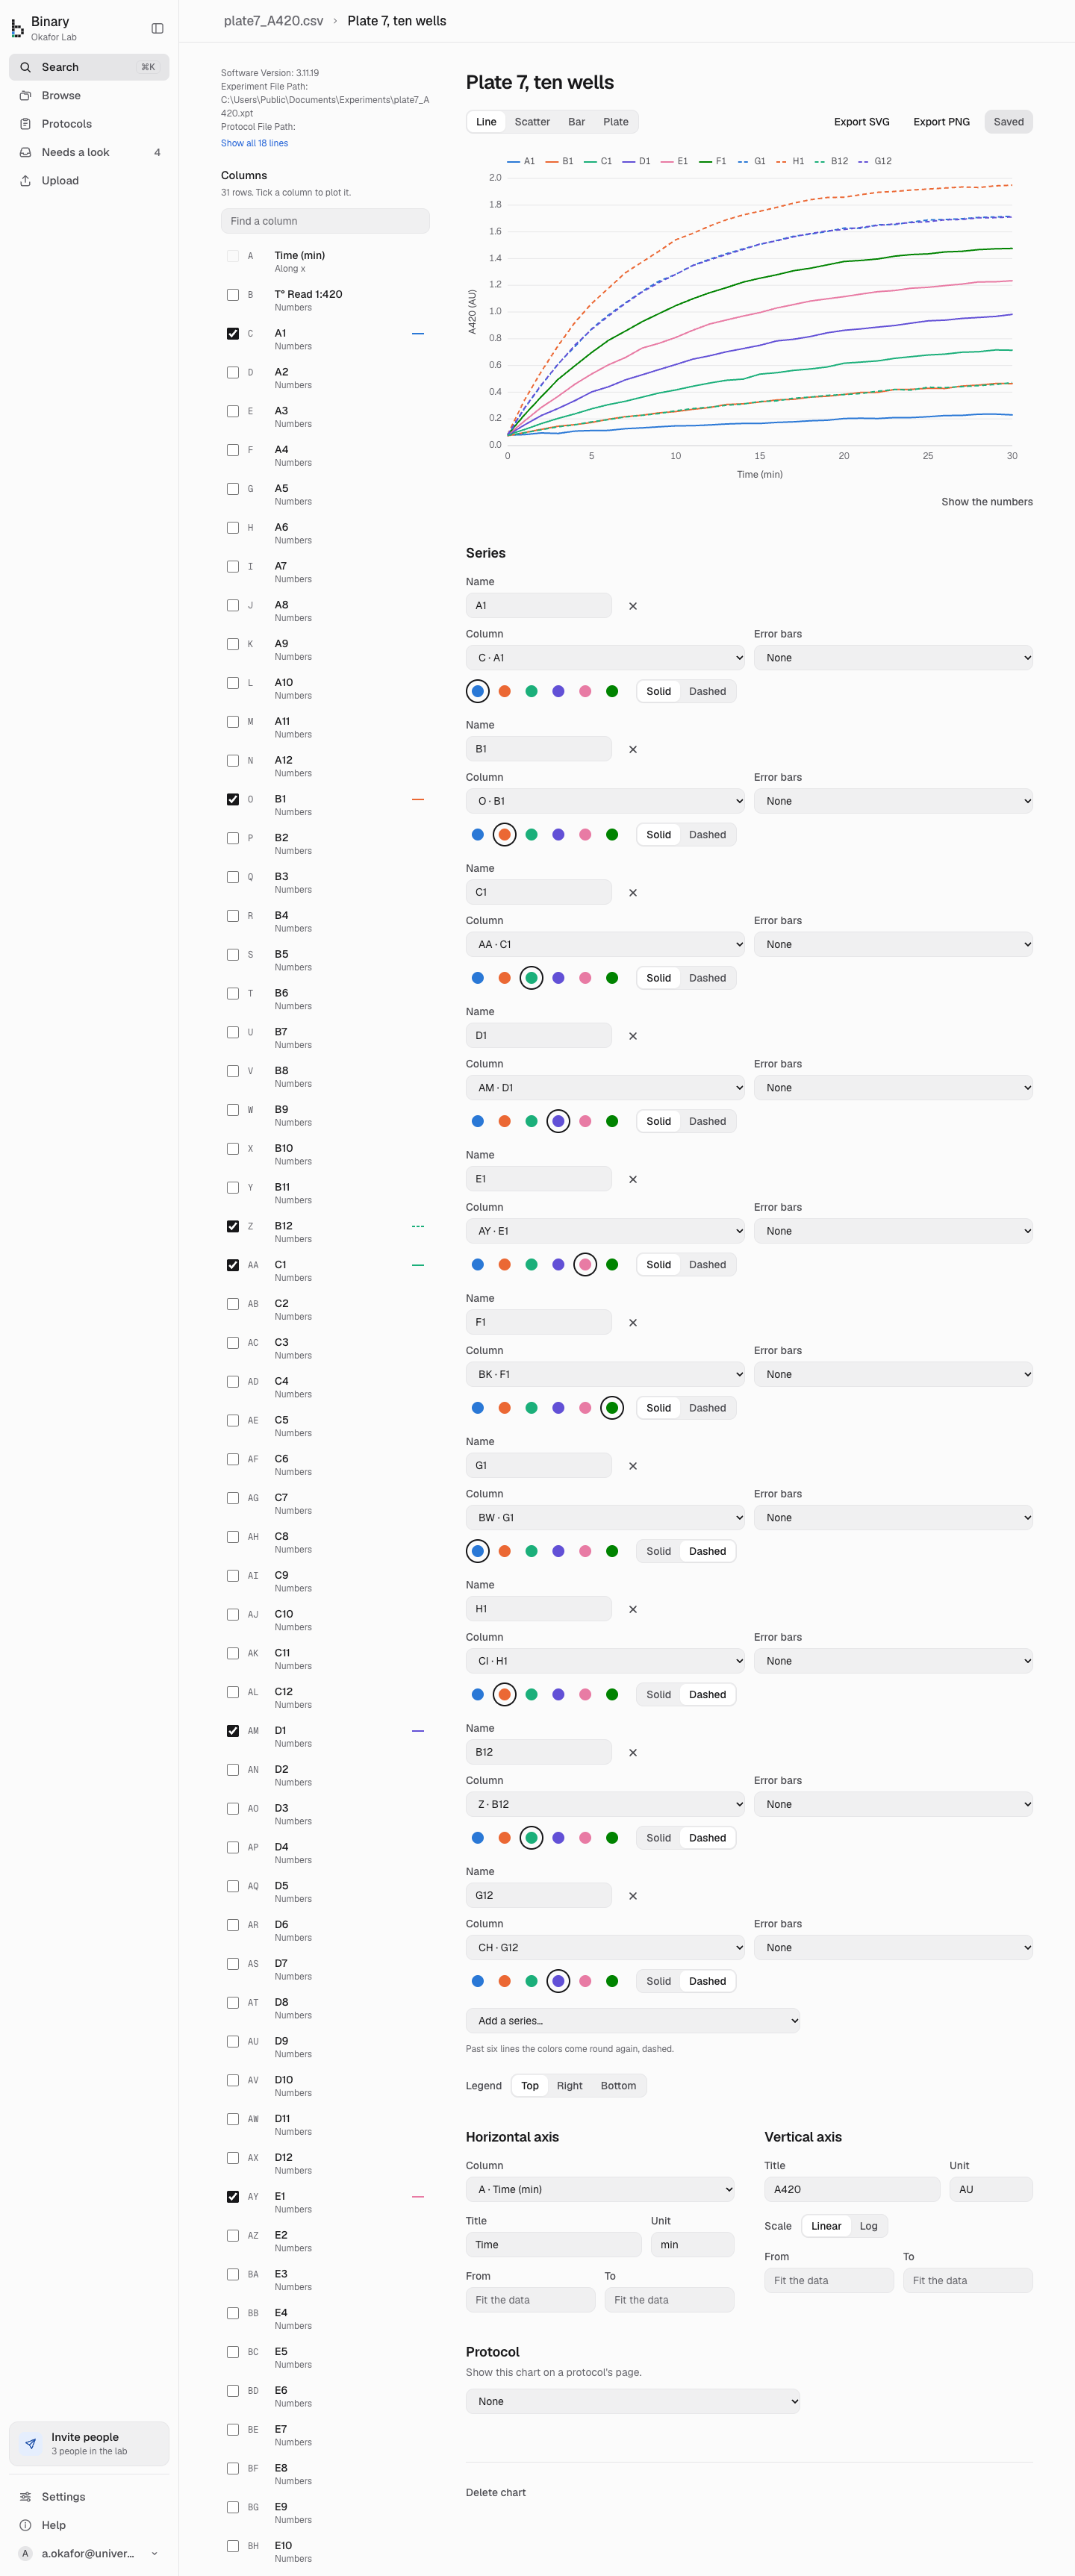 Binary
Okafor Lab
Search ⌘K
Browse
Protocols
Needs a look 4
Upload
Invite people
3 people in the lab
Settings
Help
A a.okafor@univer...
plate7_A420.csv › Plate 7, ten wells
Software Version: 3.11.19
Experiment File Path:
C:\Users\Public\Documents\Experiments\plate7_A
420.xpt
Protocol File Path:
Show all 18 lines
Columns
31 rows. Tick a column to plot it.
Find a column
A Time (min)
Along x
B T° Read 1:420
Numbers
C A1
Numbers
D A2
Numbers
E A3
Numbers
F A4
Numbers
G A5
Numbers
H A6
Numbers
I A7
Numbers
J A8
Numbers
K A9
Numbers
L A10
Numbers
M A11
Numbers
N A12
Numbers
O B1
Numbers
P B2
Numbers
Q B3
Numbers
R B4
Numbers
S B5
Numbers
T B6
Numbers
U B7
Numbers
V B8
Numbers
W B9
Numbers
X B10
Numbers
Y B11
Numbers
Z B12
Numbers
AA C1
Numbers
AB C2
Numbers
AC C3
Numbers
AD C4
Numbers
AE C5
Numbers
AF C6
Numbers
AG C7
Numbers
AH C8
Numbers
AI C9
Numbers
AJ C10
Numbers
AK C11
Numbers
AL C12
Numbers
AM D1
Numbers
AN D2
Numbers
AO D3
Numbers
AP D4
Numbers
AQ D5
Numbers
AR D6
Numbers
AS D7
Numbers
AT D8
Numbers
AU D9
Numbers
AV D10
Numbers
AW D11
Numbers
AX D12
Numbers
AY E1
Numbers
AZ E2
Numbers
BA E3
Numbers
BB E4
Numbers
BC E5
Numbers
BD E6
Numbers
BE E7
Numbers
BF E8
Numbers
BG E9
Numbers
BH E10
Numbers
Plate 7, ten wells
Line Scatter Bar Plate
Export SVG Export PNG Saved
A1 B1 C1 D1 E1 F1 G1 H1 B12 G12
2.0
1.8
1.6
1.4
1.2
1.0
0.8
0.6
0.4
0.2
0.0
A420 (AU)
0 5 10 15 20 25 30
Time (min)
Show the numbers
Series
Name
A1
Column Error bars
C · A1 None
Solid Dashed
Name
B1
Column Error bars
O · B1 None
Solid Dashed
Name
C1
Column Error bars
AA · C1 None
Solid Dashed
Name
D1
Column Error bars
AM · D1 None
Solid Dashed
Name
E1
Column Error bars
AY · E1 None
Solid Dashed
Name
F1
Column Error bars
BK · F1 None
Solid Dashed
Name
G1
Column Error bars
BW · G1 None
Solid Dashed
Name
H1
Column Error bars
CI · H1 None
Solid Dashed
Name
B12
Column Error bars
Z · B12 None
Solid Dashed
Name
G12
Column Error bars
CH · G12 None
Solid Dashed
Add a series...
Past six lines the colors come round again, dashed.
Legend Top Right Bottom
Horizontal axis
Column
A · Time (min)
Title Unit
Time min
From To
Fit the data Fit the data
Vertical axis
Title Unit
A420 AU
Scale Linear Log
From To
Fit the data Fit the data
Protocol
Show this chart on a protocol's page.
None
Delete chart